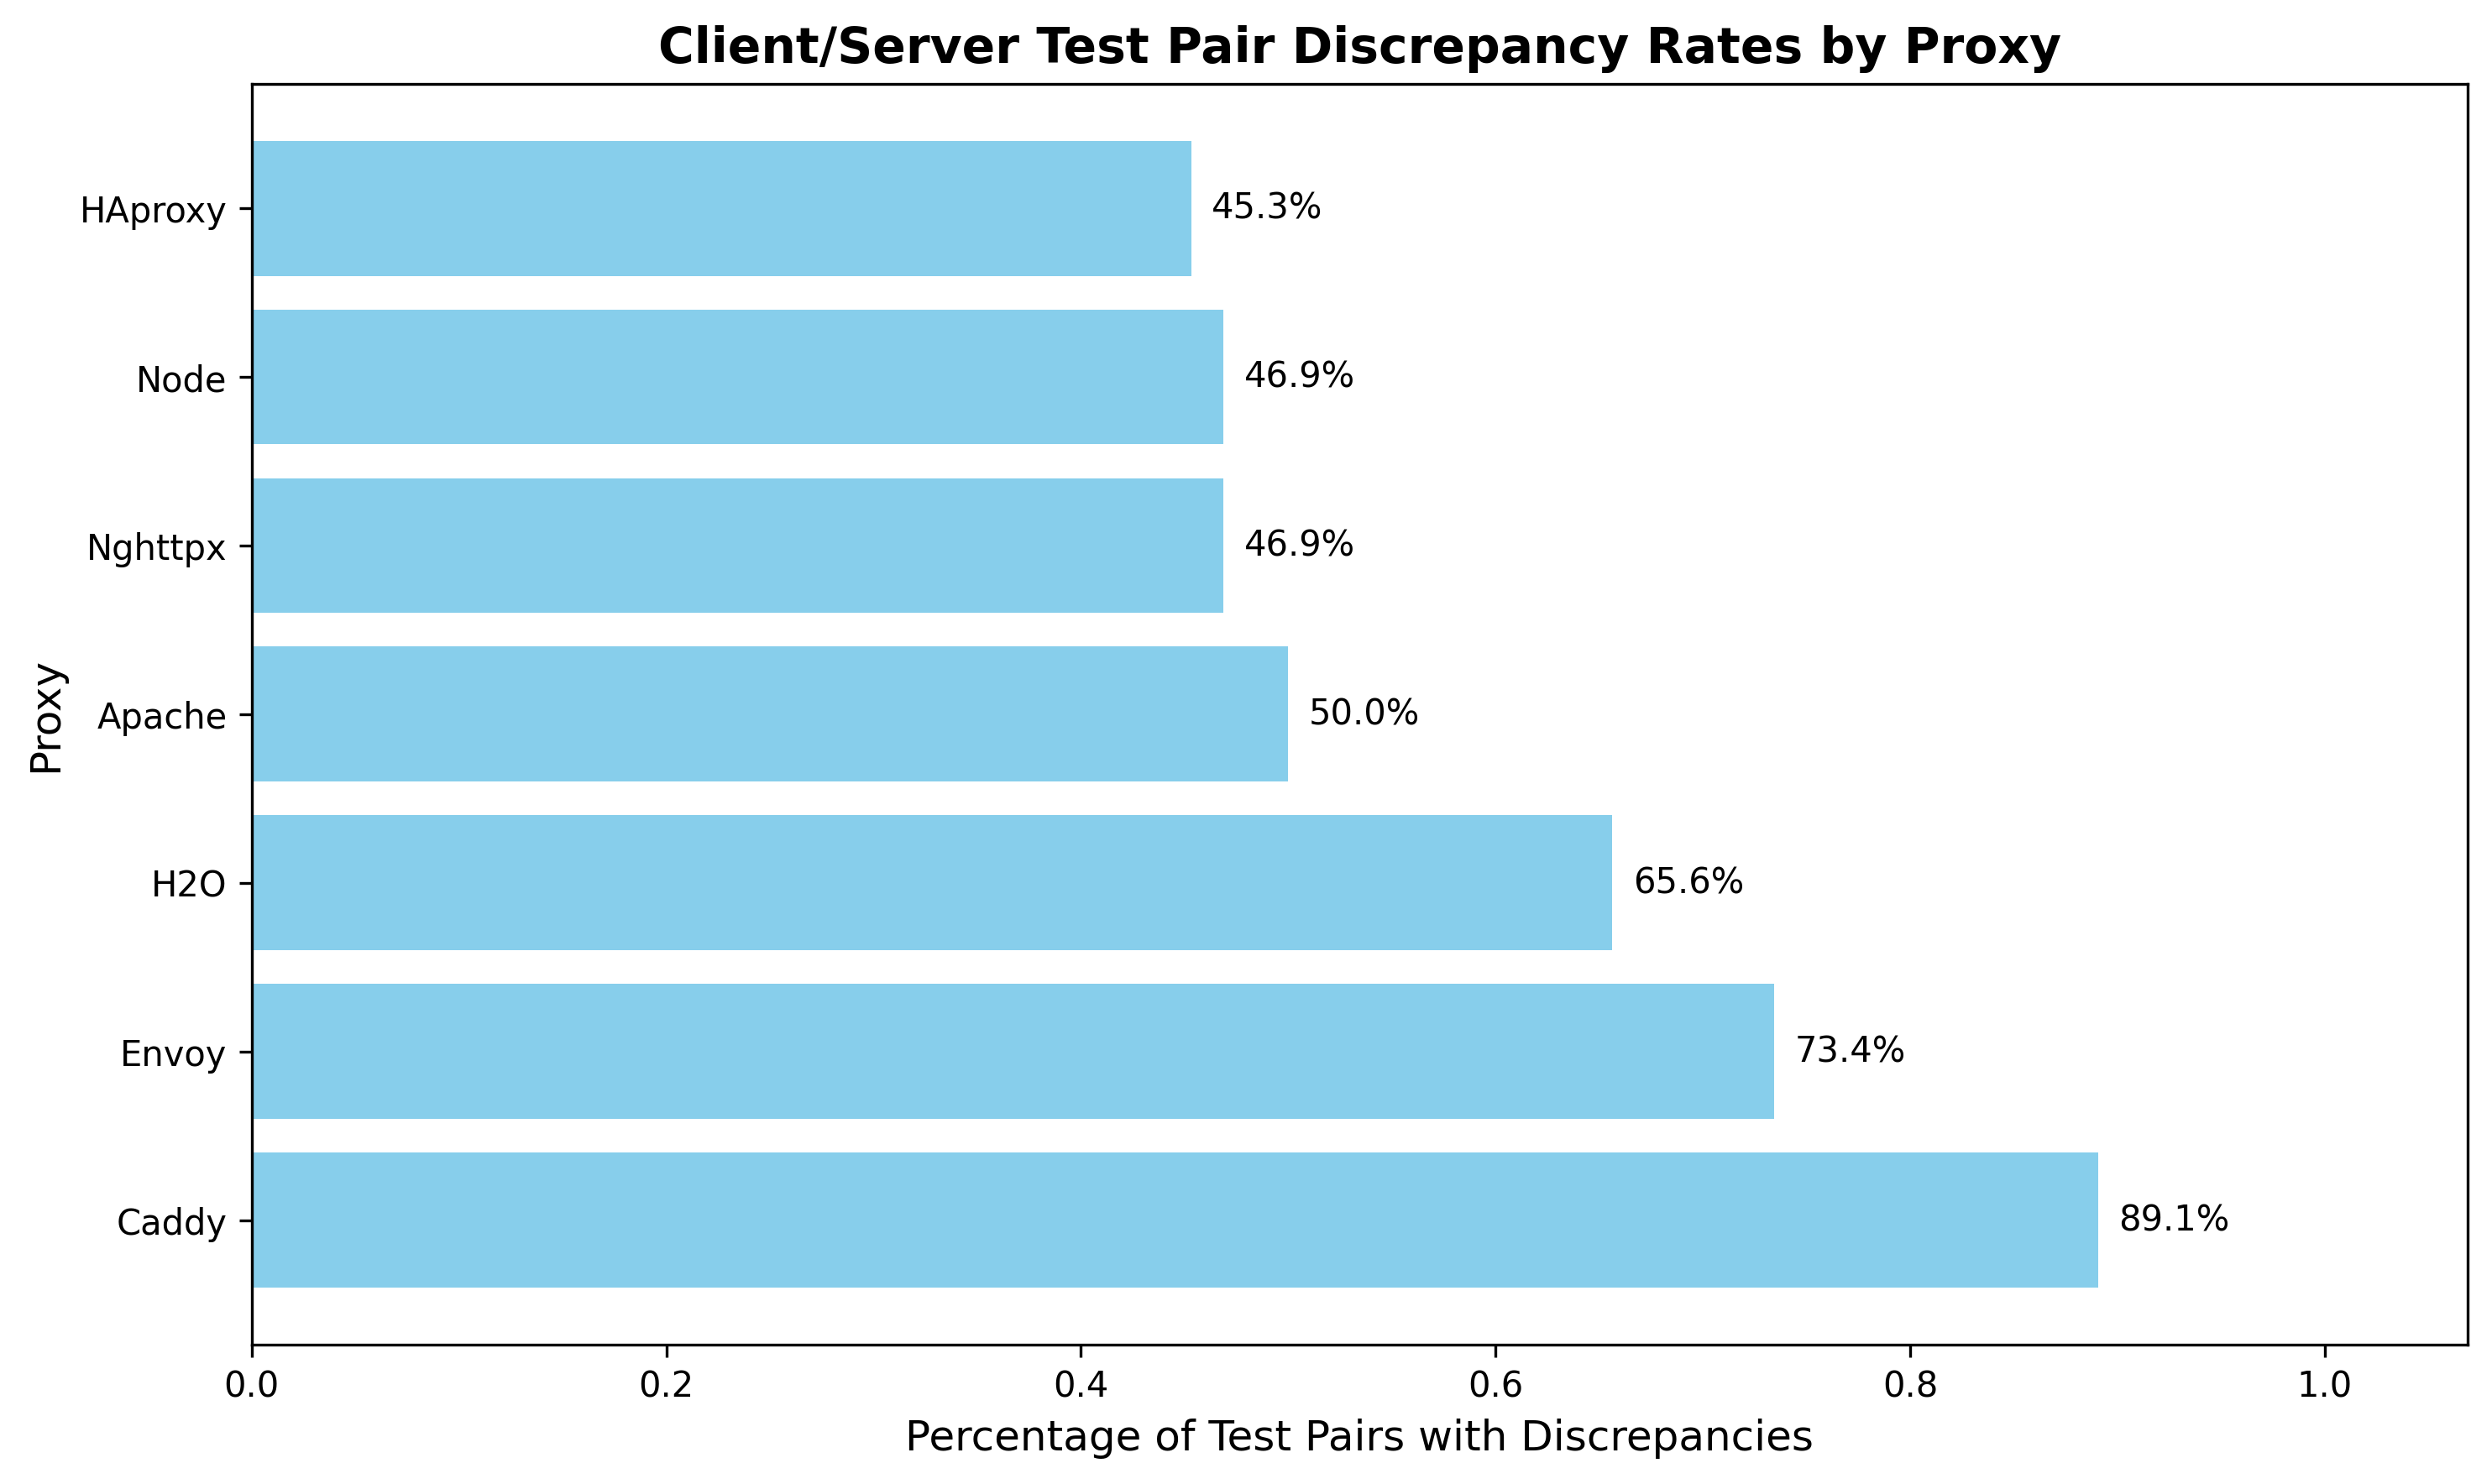 Client/Server Test Pair Discrepancy Rates by Proxy
HAproxy 45.3%
Node 46.9%
Nghttpx 46.9%
Apache 50.0%
H2O 65.6%
Envoy 73.4%
Caddy 89.1%
Proxy
0.0 0.2 0.4 0.6 0.8 1.0
Percentage of Test Pairs with Discrepancies